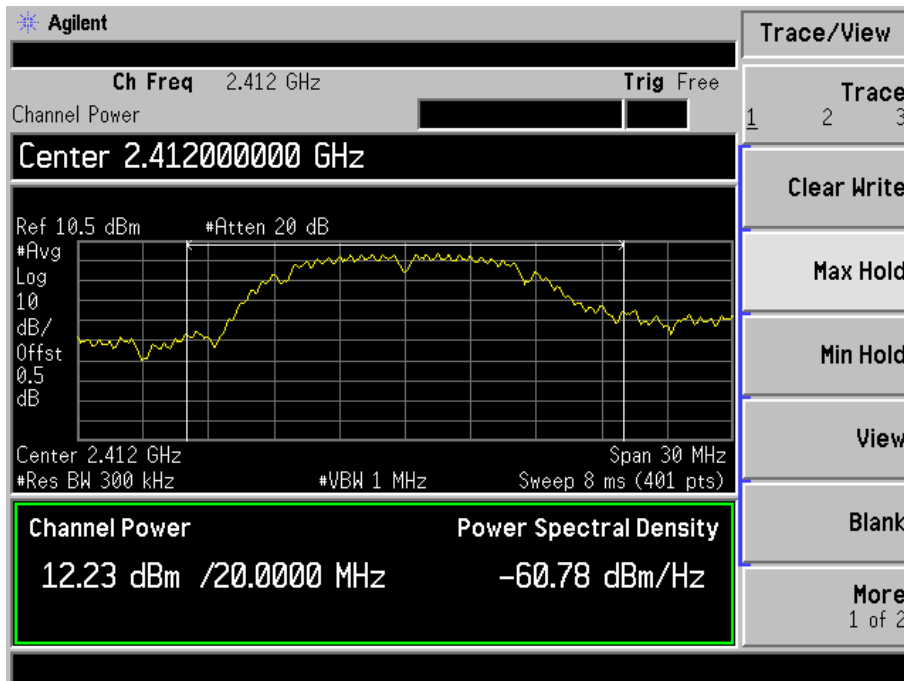 Agilent
Ch Freq 2.412 GHz Trig Free
Channel Power
Center 2.412000000 GHz
Ref 10.5 dBm #Atten 20 dB
#Avg
Log
10
dB/
Offst
0.5
dB
Center 2.412 GHz Span 30 MHz
#Res BW 300 kHz #VBW 1 MHz Sweep 8 ms (401 pts)
Channel Power Power Spectral Density
12.23 dBm /20.0000 MHz -60.78 dBm/Hz
Trace/View
Trace
1 2 3
Clear Write
Max Hold
Min Hold
View
Blank
More
1 of 2